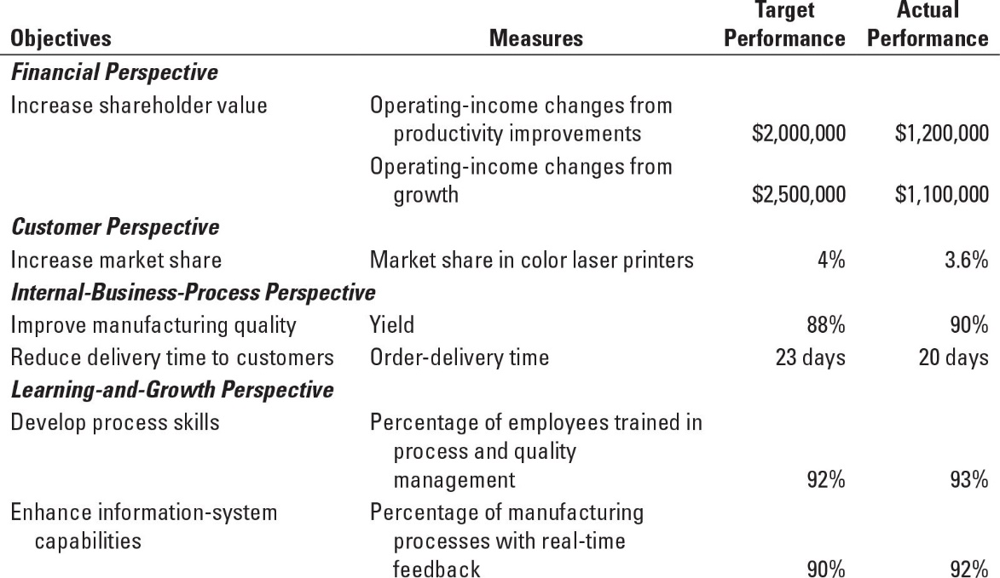 Target Actual
Objectives Measures Performance Performance
Financial Perspective
Increase shareholder value Operating-income changes from
productivity improvements $2,000,000 $1,200,000
Operating-income changes from
growth $2,500,000 $1,100,000
Customer Perspective
Increase market share Market share in color laser printers 4% 3.6%
Internal-Business-Process Perspective
Improve manufacturing quality Yield 88% 90%
Reduce delivery time to customers Order-delivery time 23 days 20 days
Learning-and-Growth Perspective
Develop process skills Percentage of employees trained in
process and quality
management 92% 93%
Enhance information-system Percentage of manufacturing
capabilities processes with real-time
feedback 90% 92%